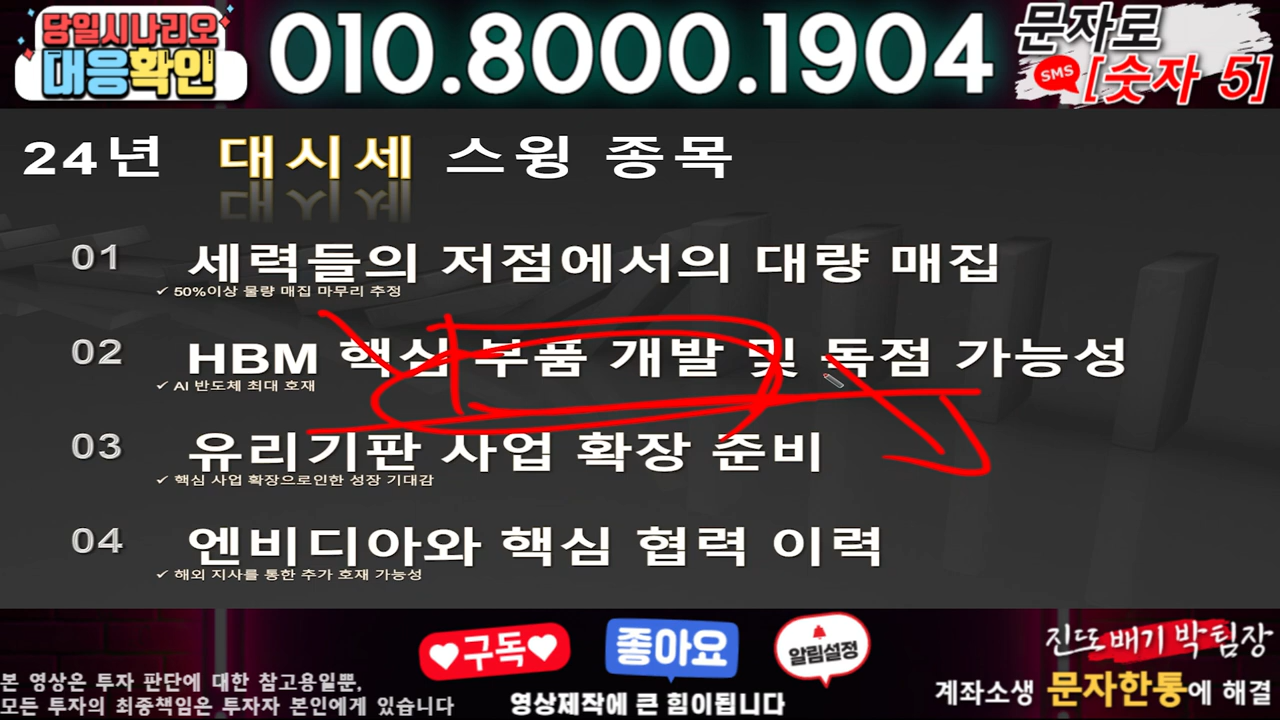 당일시나리오
대응확인
010.8000.1904
문자로
SMS [숫자 5]
24년 대시세 스윙 종목
01 세력들의 저점에서의 대량 매집
✓ 50%이상 물량 매집 마무리 추정
02 HBM 핵심 부품 개발 및 독점 가능성
✓ AI 반도체 최대 호재
03 유리기판 사업 확장 준비
✓ 핵심 사업 확장으로인한 성장 기대감
04 엔비디아와 핵심 협력 이력
✓ 해외 지사를 통한 추가 호재 가능성
구독
좋아요
알림설정
영상제작에 큰 힘이됩니다
본 영상은 투자 판단에 대한 참고용일뿐,
모든 투자의 최종책임은 투자자 본인에게 있습니다
진또배기 박팀장
계좌소생 문자한통에 해결